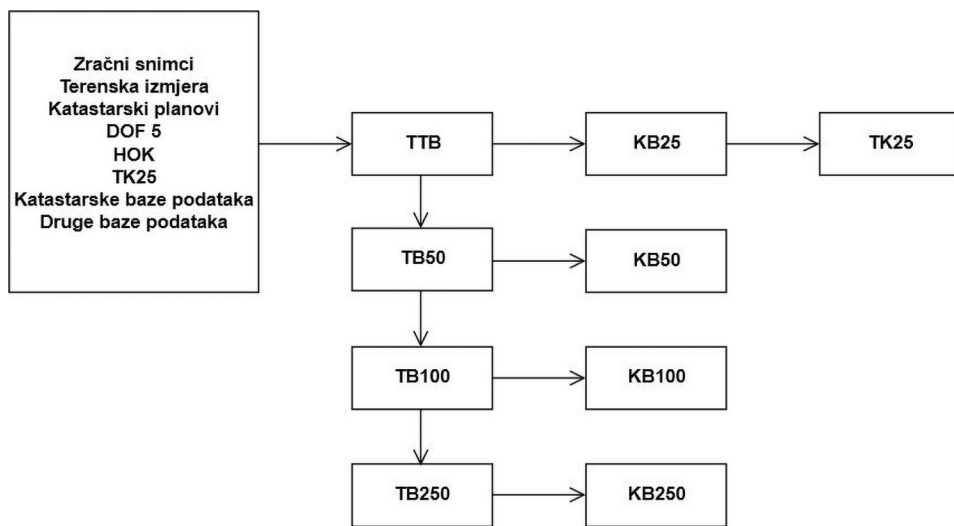 Zračni snimci
Terenska izmjera
Katastarski planovi
DOF 5
HOK
TK25
Katastarske baze podataka
Druge baze podataka
TTB
KB25
TK25
TB50
KB50
TB100
KB100
TB250
KB250